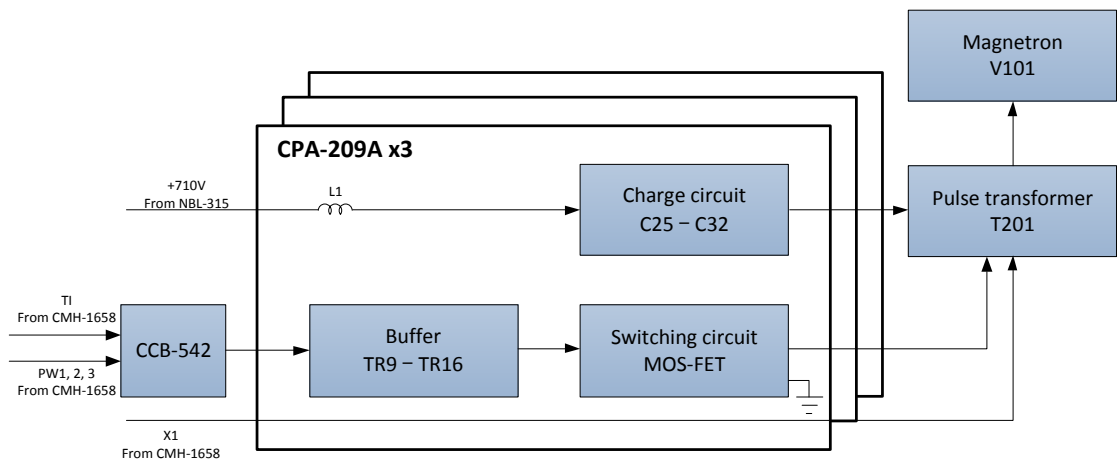 Magnetron
V101
CPA-209A x3
+710V
From NBL-315
L1
Charge circuit
C25 – C32
Pulse transformer
T201
TI
From CMH-1658
CCB-542
PW1, 2, 3
From CMH-1658
Buffer
TR9 – TR16
Switching circuit
MOS-FET
X1
From CMH-1658